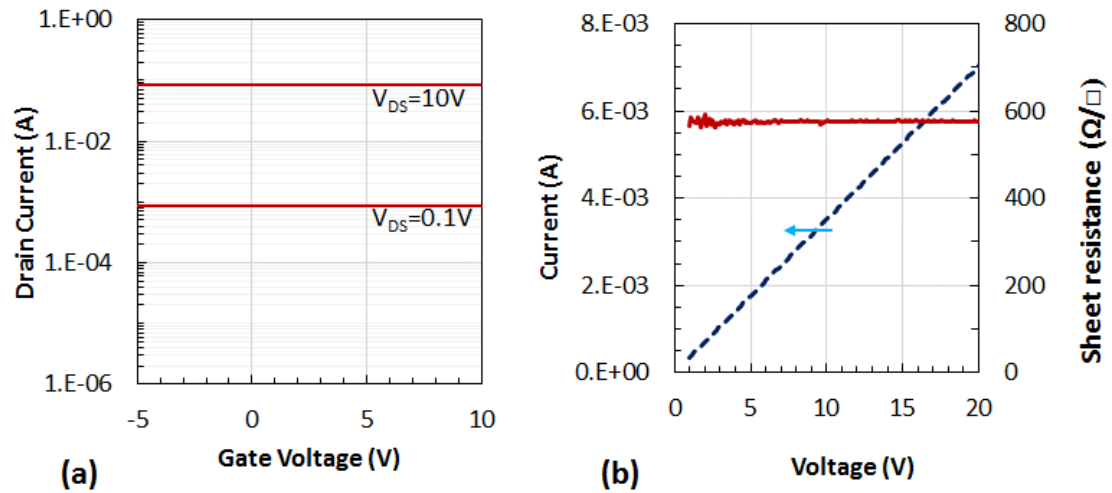 1.E+00
1.E-02
1.E-04
1.E-06
Drain Current (A)
V_DS=10V
V_DS=0.1V
-5 0 5 10
Gate Voltage (V)
(a)
8.E-03
6.E-03
4.E-03
2.E-03
0.E+00
Current (A)
0 5 10 15 20
Voltage (V)
(b)
800
600
400
200
0
Sheet resistance (Ω/□)